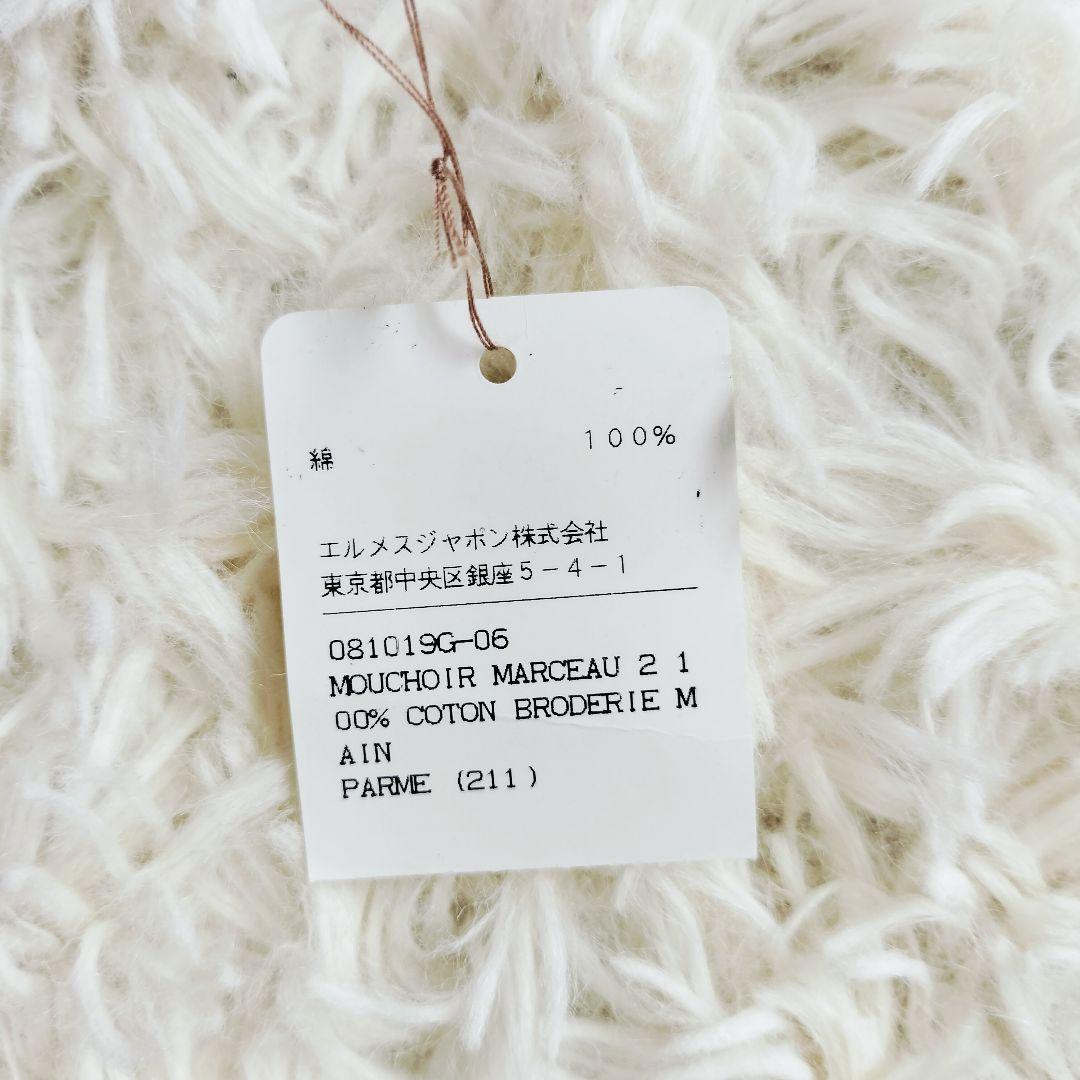 綿 １００％
エルメスジャポン株式会社
東京都中央区銀座５－４－１
081019G-06
MOUCHOIR MARCEAU 2 1
00% COTON BRODERIE M
AIN
PARME (211)